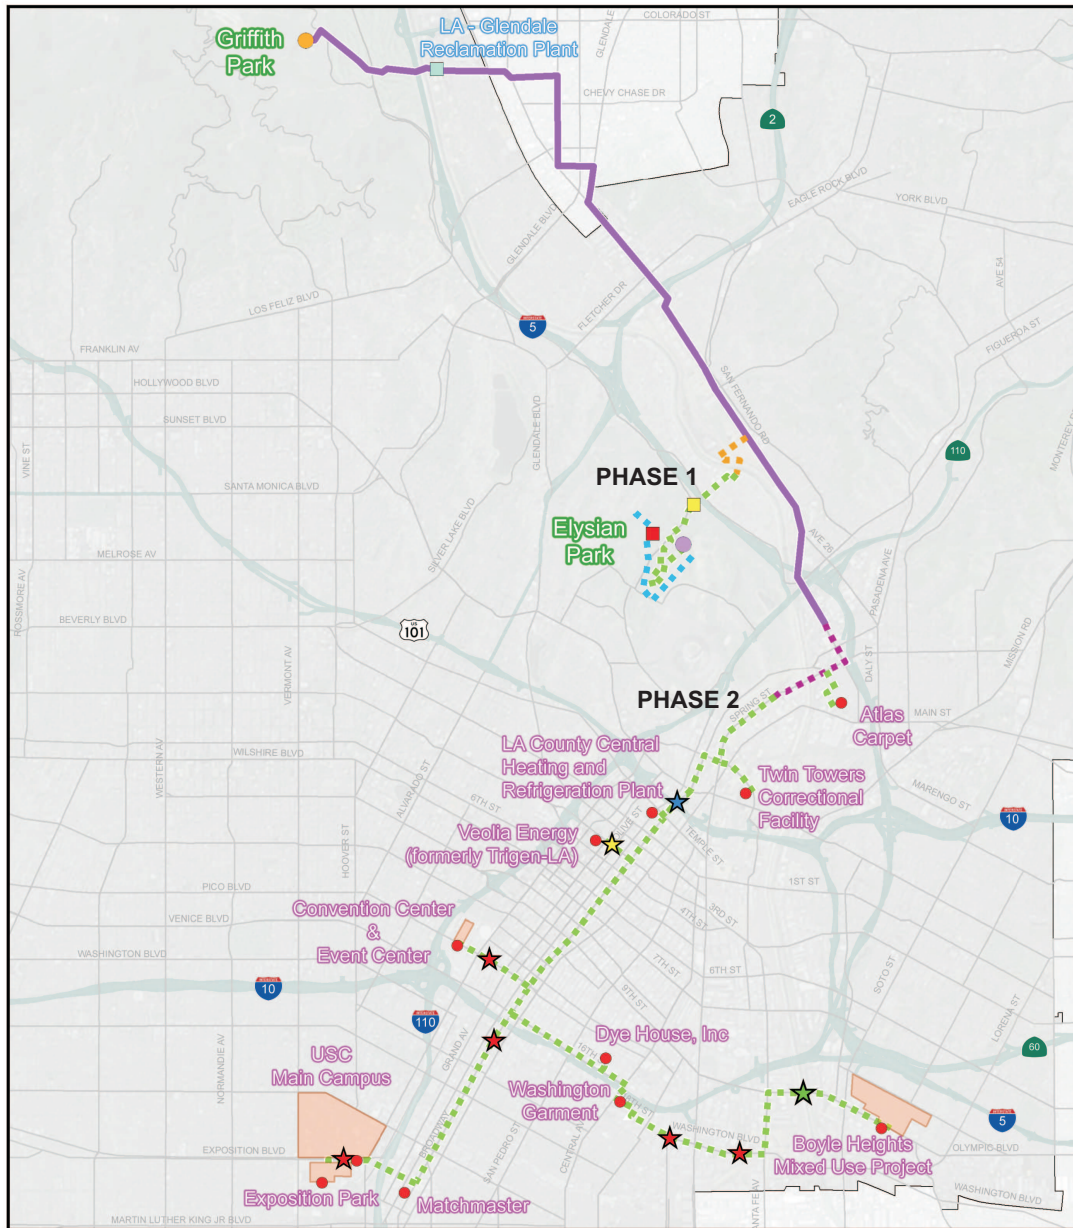 COLORADO ST
Griffith
Park
LA - Glendale
Reclamation Plant
GLENDALE
CHEVY CHASE DR
2
EAGLE ROCK BLVD
YORK BLVD
GLENDALE BLVD
AVE 54
LOS FELIZ BLVD
FLETCHER DR
5
FIGUEROA ST
FRANKLIN AV
HOLLYWOOD BLVD
SAN FERNANDO RD
SUNSET BLVD
GLENDALE BLVD
VINE ST
110
PHASE 1
SANTA MONICA BLVD
SILVER LAKE BLVD
Elysian
Park
AVE 26
MELROSE AV
PASADENA AVE
ROSSMORE AV
BEVERLY BLVD
US
101
MISSION RD
VERMONT AV
DALY ST
PHASE 2
SPRING ST
Atlas
Carpet
MAIN ST
WESTERN AV
WILSHIRE BLVD
LA County Central
Heating and
Refrigeration Plant
Twin Towers
Correctional
Facility
ALVARADO ST
6TH ST
MARENGO ST
10
OLIVE ST
Veolia Energy
(formerly Trigen-LA)
TEMPLE ST
HOOVER ST
PICO BLVD
1ST ST
Convention Center
&
Event Center
VENICE BLVD
3RD ST
4TH ST
WASHINGTON BLVD
7TH ST
6TH ST
SOTO ST
10
9TH ST
LORENA ST
110
Dye House, Inc
60
USC
Main Campus
GRAND AV
NORMANDIE AV
Washington
Garment
5
WASHINGTON BLVD
BROADWAY
Boyle Heights
Mixed Use Project
EXPOSITION BLVD
OLYMPIC BLVD
SAN PEDRO ST
CENTRAL AV
Exposition Park
Matchmaster
WASHINGTON BLVD
MARTIN LUTHER KING JR BLVD